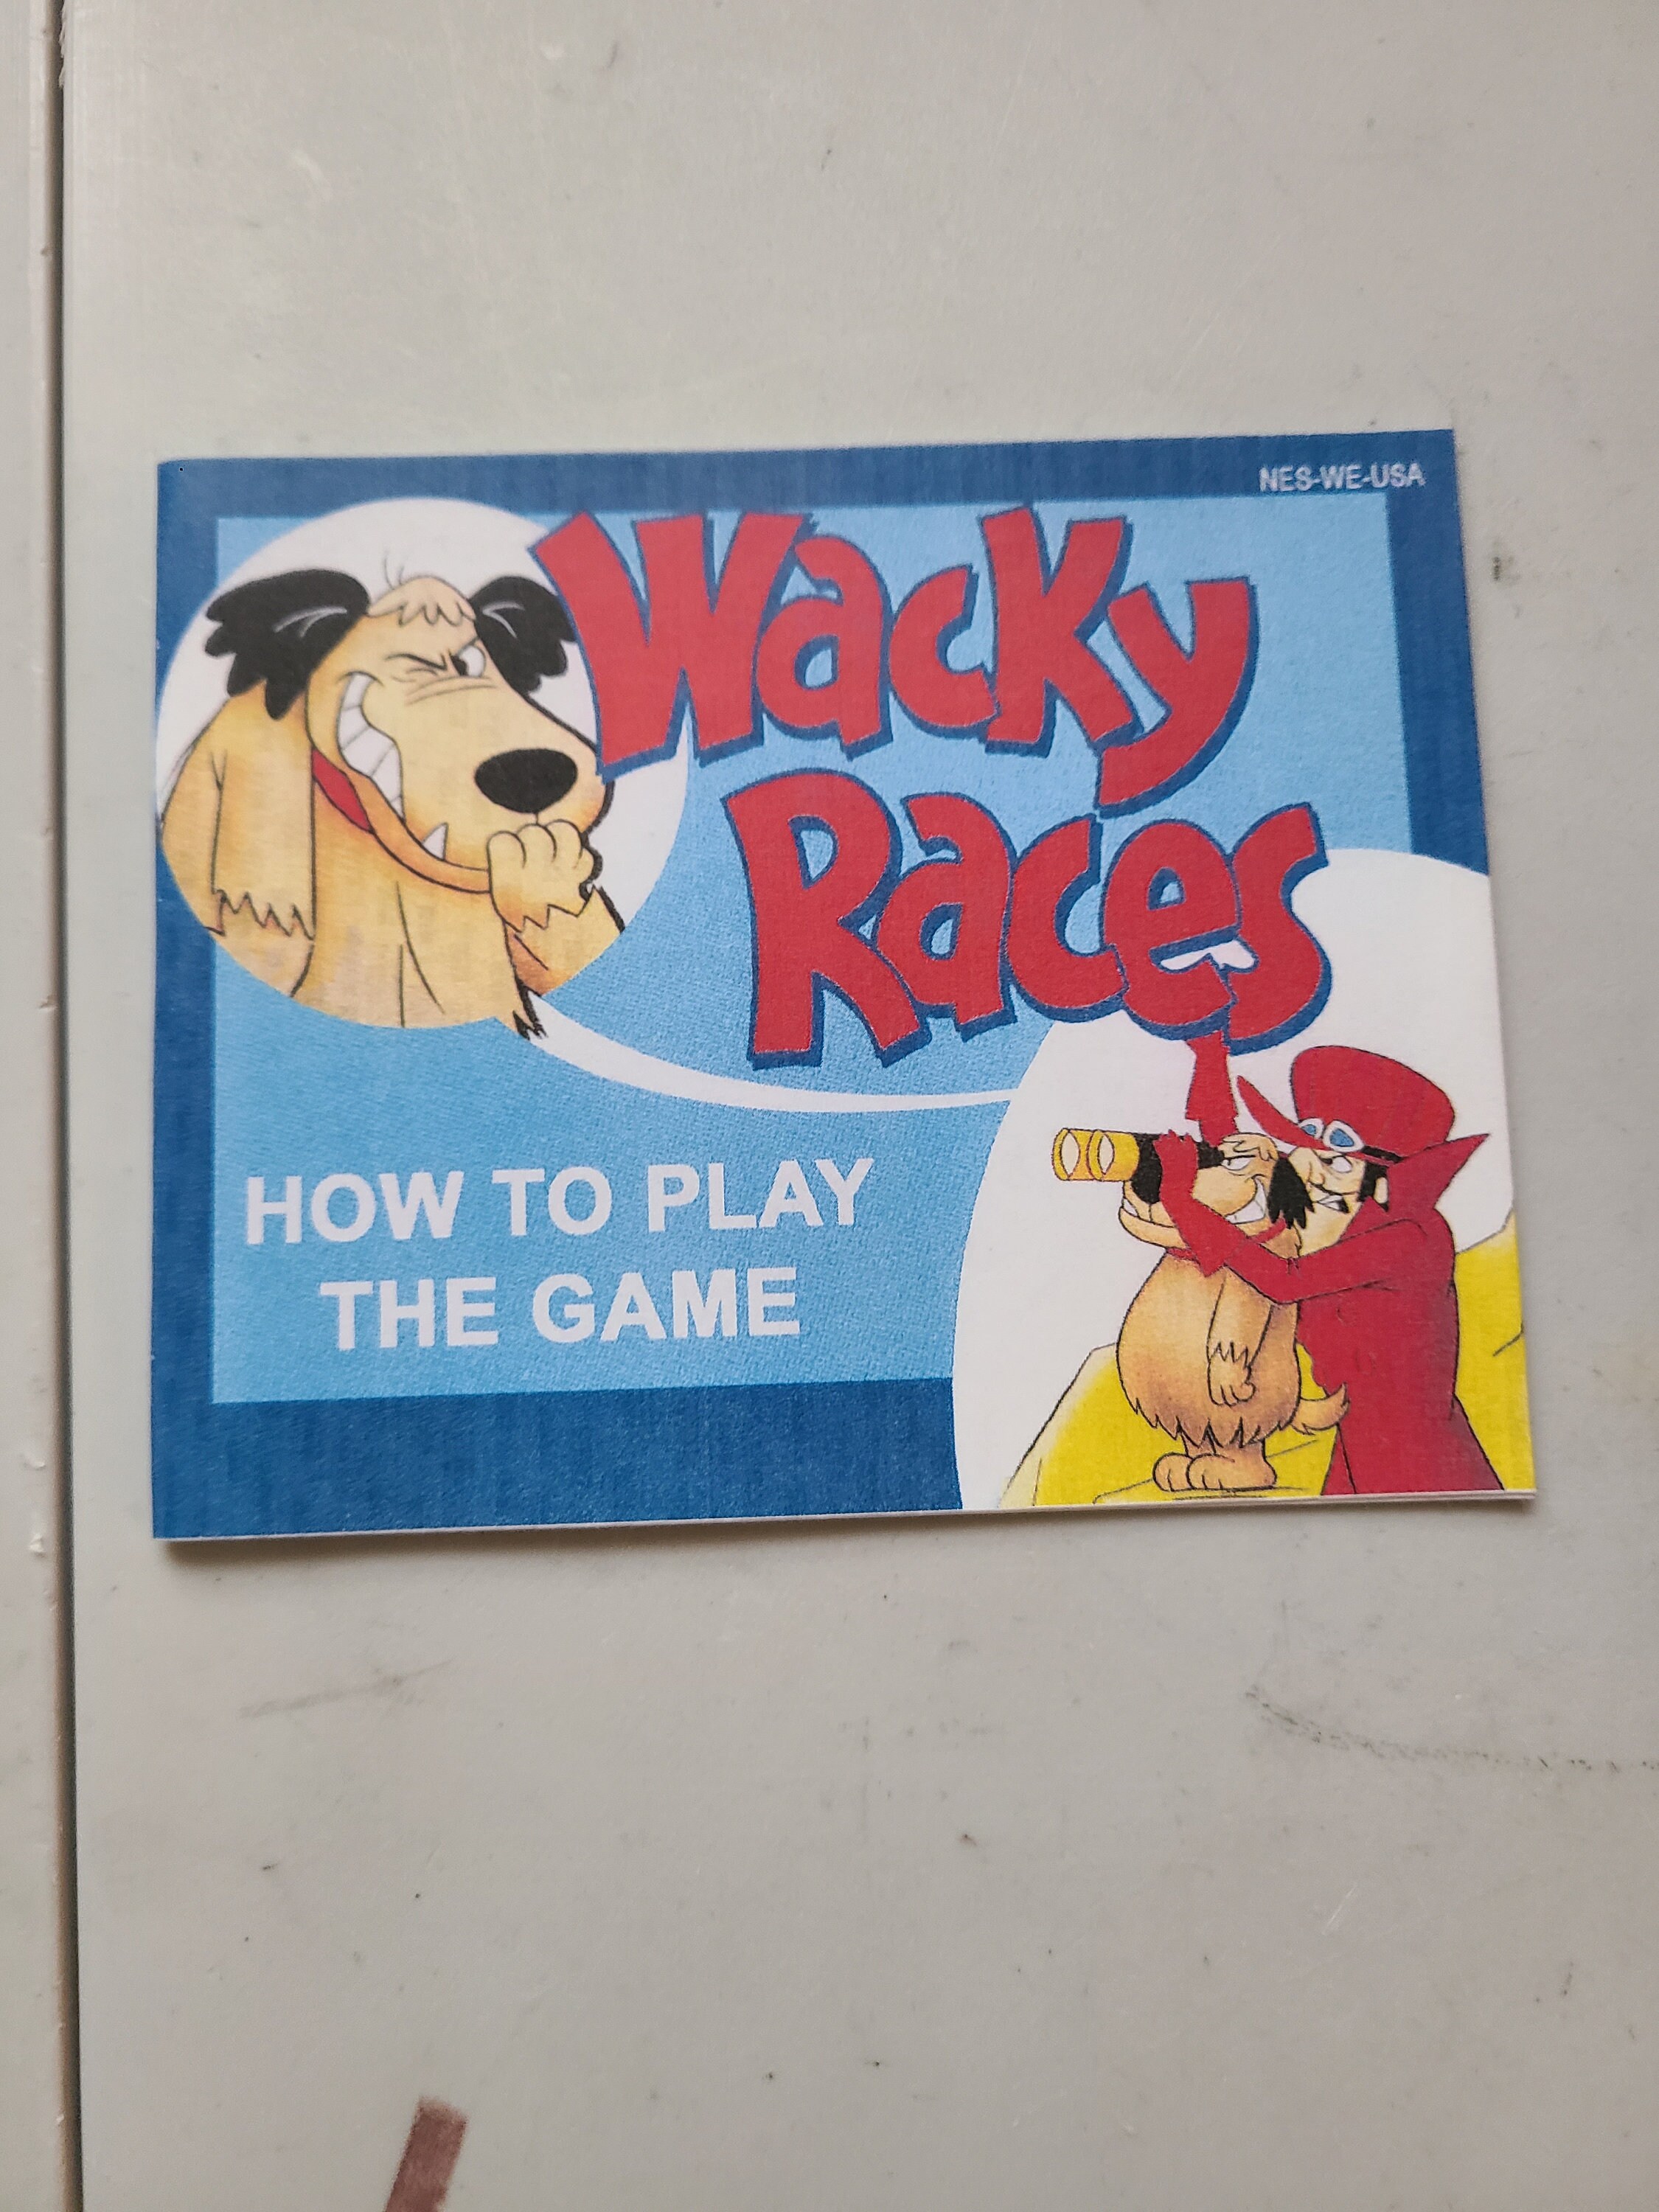 NES-WE-USA
Wacky
Races
HOW TO PLAY
THE GAME